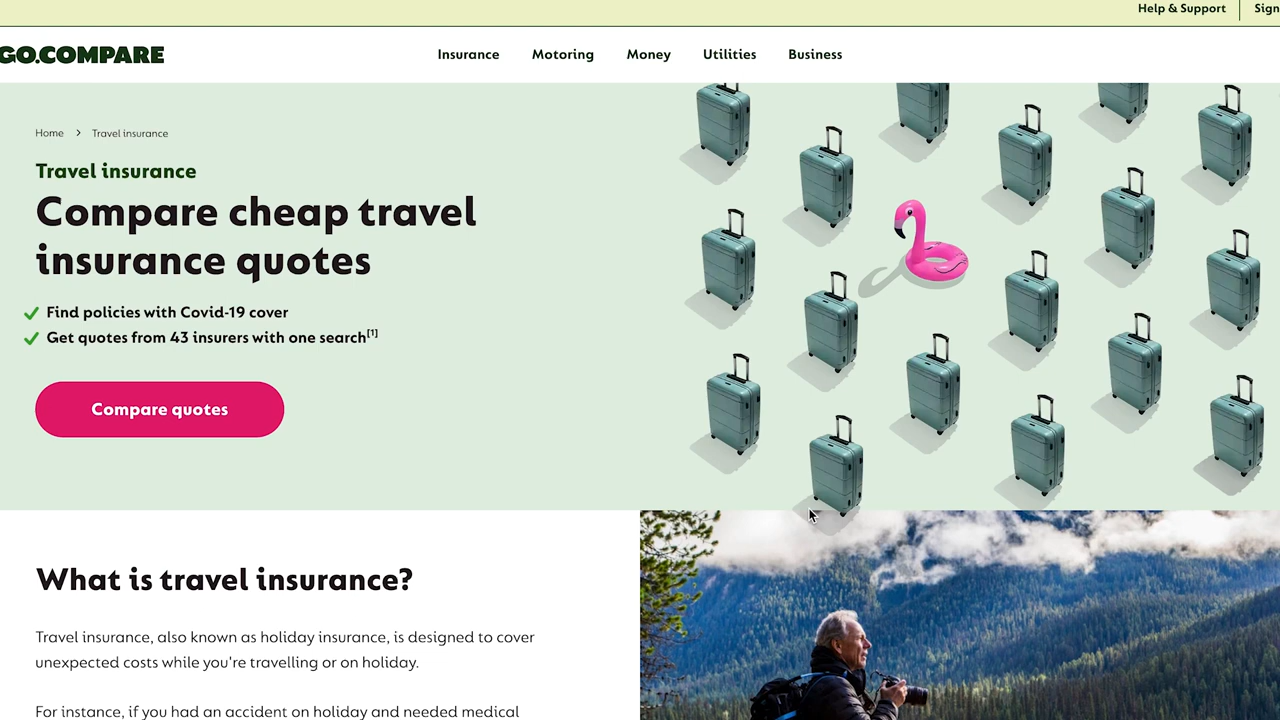 Help & Support
Sign
GO.COMPARE
Insurance
Motoring
Money
Utilities
Business
Home > Travel insurance
Travel insurance
Compare cheap travel
insurance quotes
Find policies with Covid-19 cover
Get quotes from 43 insurers with one search[1]
Compare quotes
What is travel insurance?
Travel insurance, also known as holiday insurance, is designed to cover
unexpected costs while you're travelling or on holiday.
For instance, if you had an accident on holiday and needed medical